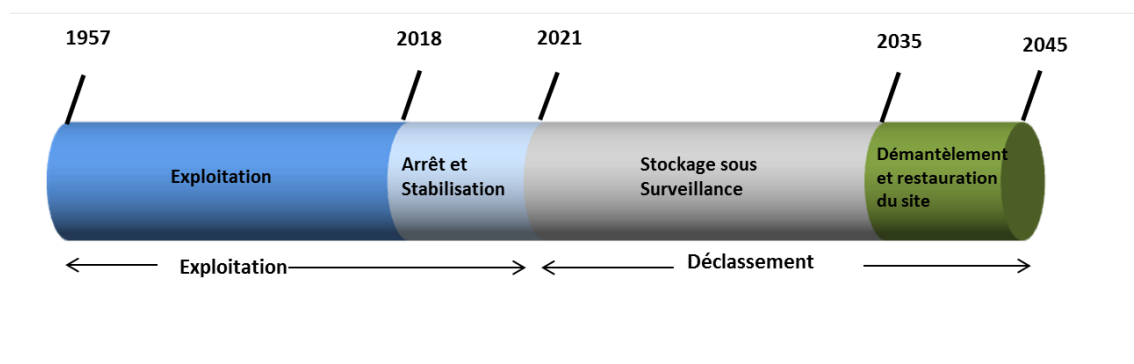 1957
2018
2021
2035
2045
Exploitation
Arrêt et
Stabilisation
Stockage sous
Surveillance
Démantèlement
et restauration
du site
Exploitation
Déclassement